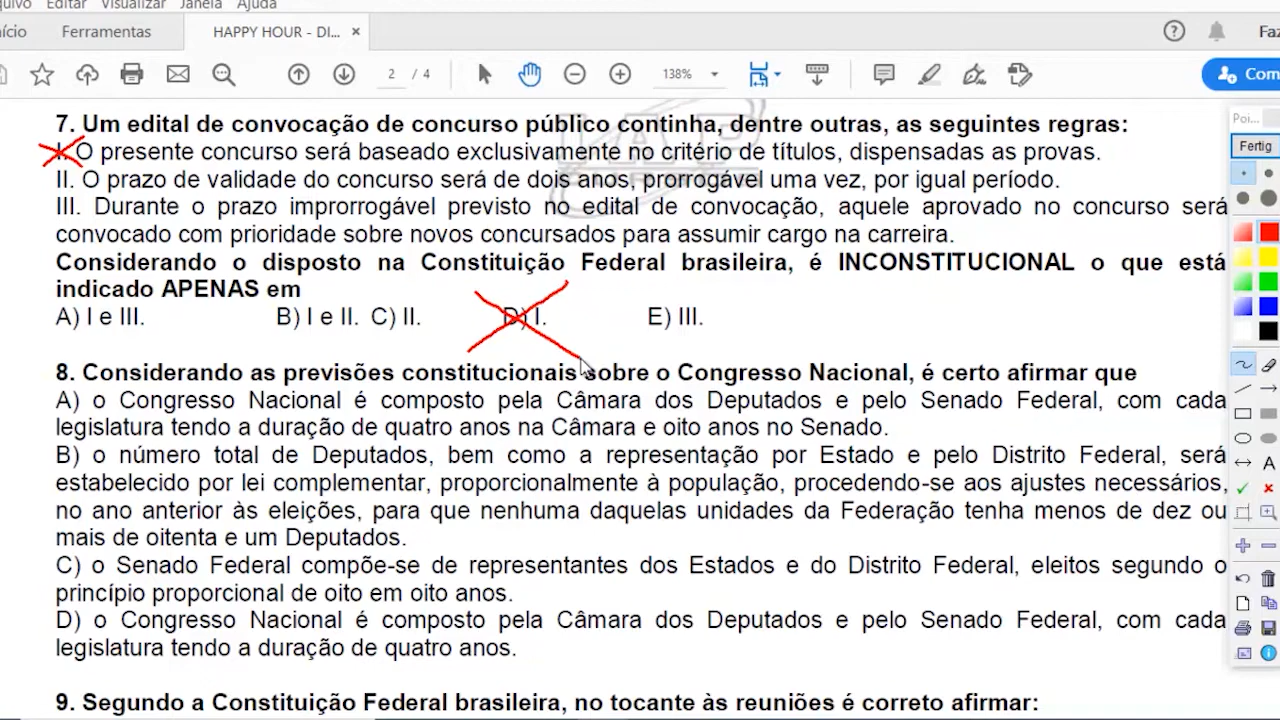 quivo Editar Visualizar Janela Ajuda
ício Ferramentas HAPPY HOUR - DI... × Faz
2 / 4 138% Com
7. Um edital de convocação de concurso público continha, dentre outras, as seguintes regras:
I. O presente concurso será baseado exclusivamente no critério de títulos, dispensadas as provas.
II. O prazo de validade do concurso será de dois anos, prorrogável uma vez, por igual período.
III. Durante o prazo improrrogável previsto no edital de convocação, aquele aprovado no concurso será
convocado com prioridade sobre novos concursados para assumir cargo na carreira.
Considerando o disposto na Constituição Federal brasileira, é INCONSTITUCIONAL o que está
indicado APENAS em
A) I e III. B) I e II. C) II. D) I. E) III.
8. Considerando as previsões constitucionais sobre o Congresso Nacional, é certo afirmar que
A) o Congresso Nacional é composto pela Câmara dos Deputados e pelo Senado Federal, com cada
legislatura tendo a duração de quatro anos na Câmara e oito anos no Senado.
B) o número total de Deputados, bem como a representação por Estado e pelo Distrito Federal, será
estabelecido por lei complementar, proporcionalmente à população, procedendo-se aos ajustes necessários,
no ano anterior às eleições, para que nenhuma daquelas unidades da Federação tenha menos de dez ou
mais de oitenta e um Deputados.
C) o Senado Federal compõe-se de representantes dos Estados e do Distrito Federal, eleitos segundo o
princípio proporcional de oito em oito anos.
D) o Congresso Nacional é composto pela Câmara dos Deputados e pelo Senado Federal, com cada
legislatura tendo a duração de quatro anos.
9. Segundo a Constituição Federal brasileira, no tocante às reuniões é correto afirmar:
Poi...
Fertig
A